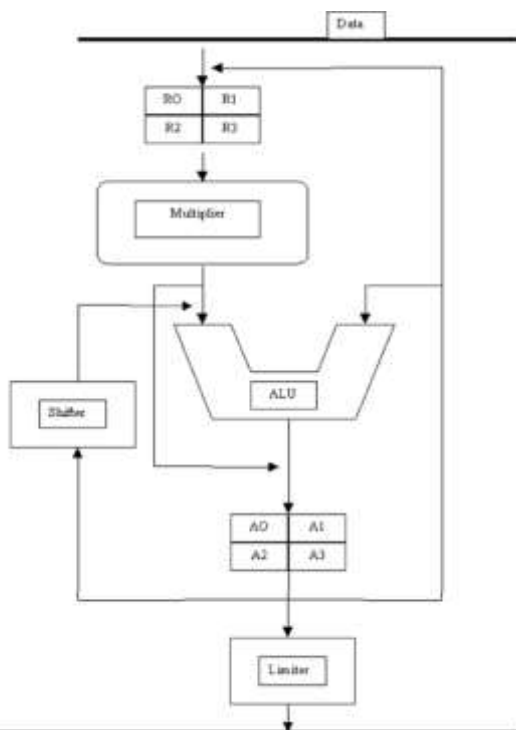 Data
R0 R1
R2 R3
Multiplier
ALU
Shifter
A0 A1
A2 A3
Limiter